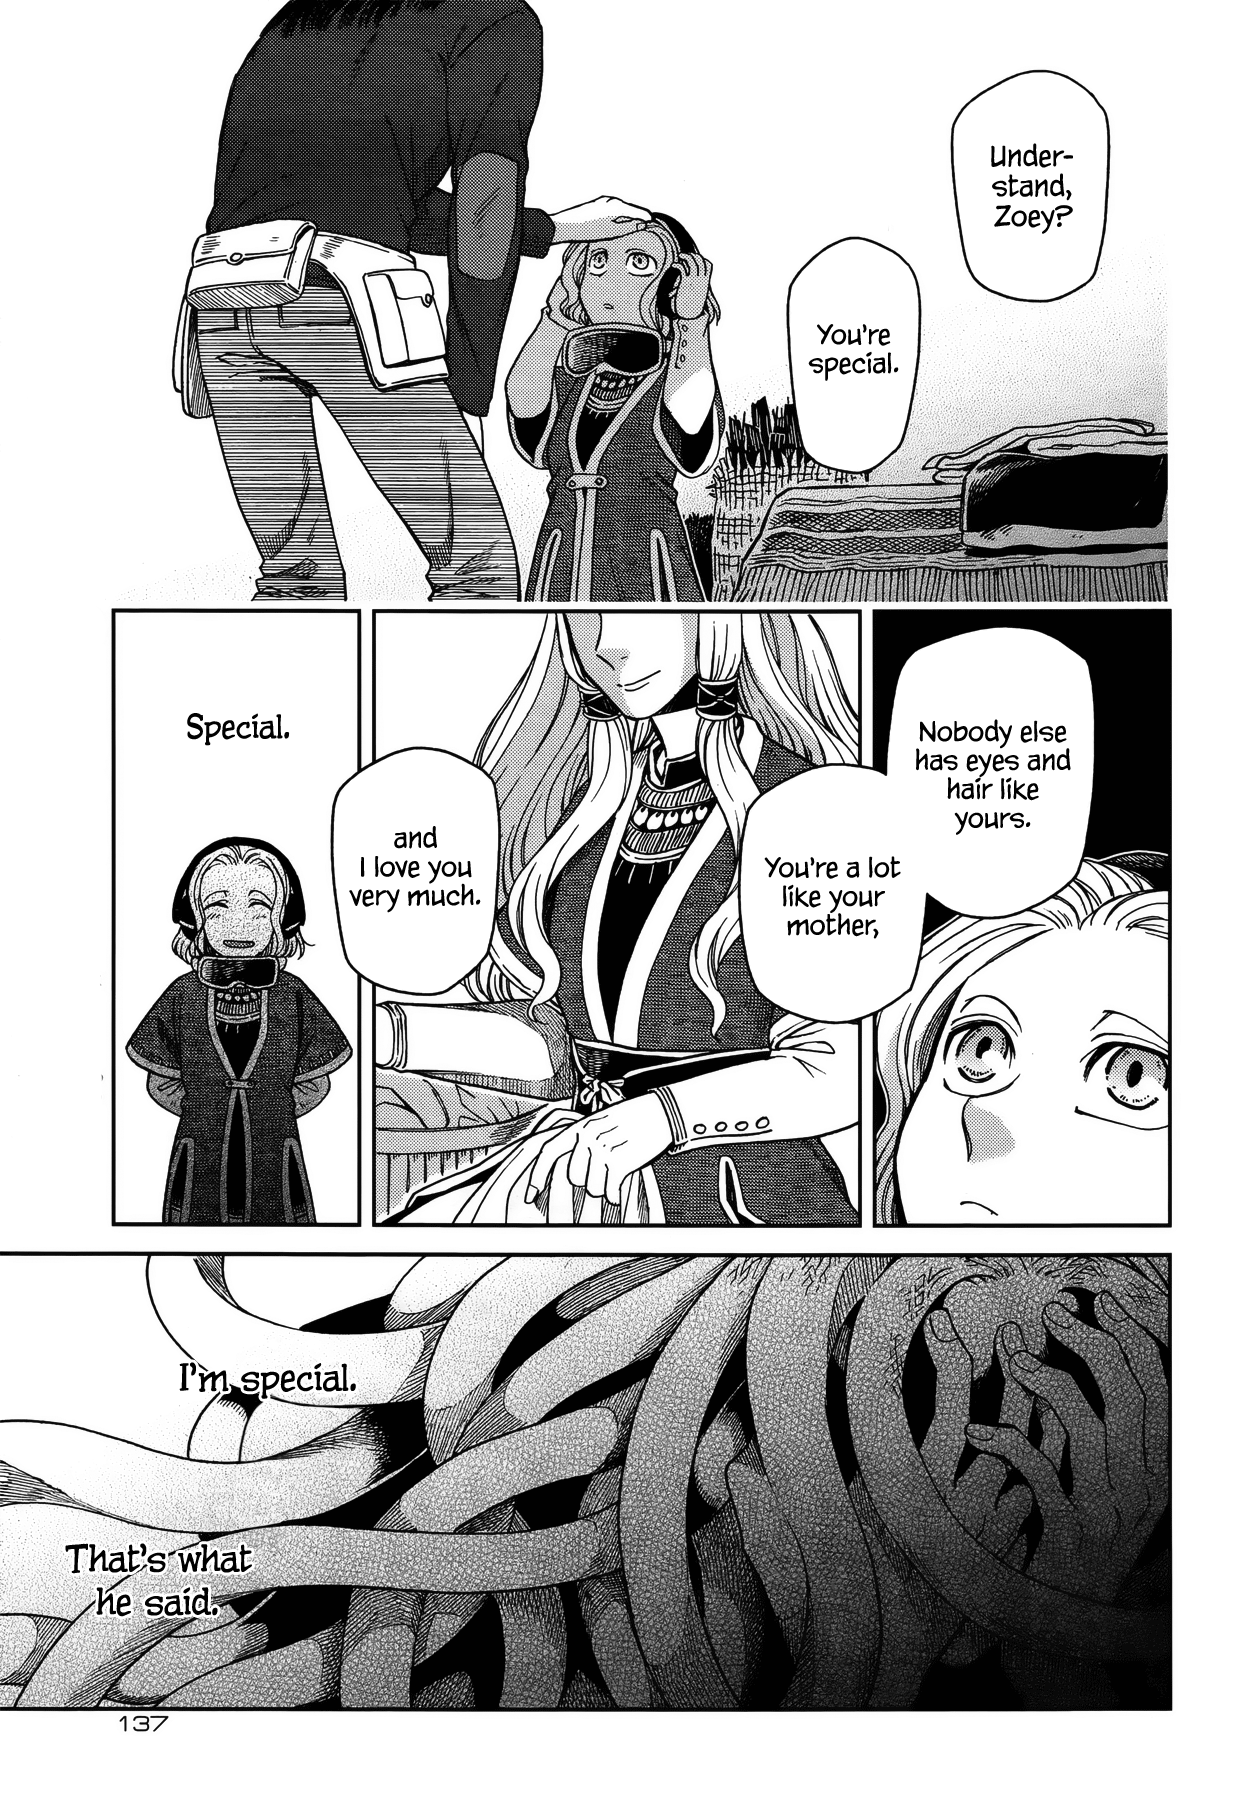 Under-
stand,
Zoey?
You're
special.
Nobody else
has eyes and
hair like
yours.
You're a lot
like your
mother,
and
I love you
very much.
Special.
I'm special.
That's what
he said.
137